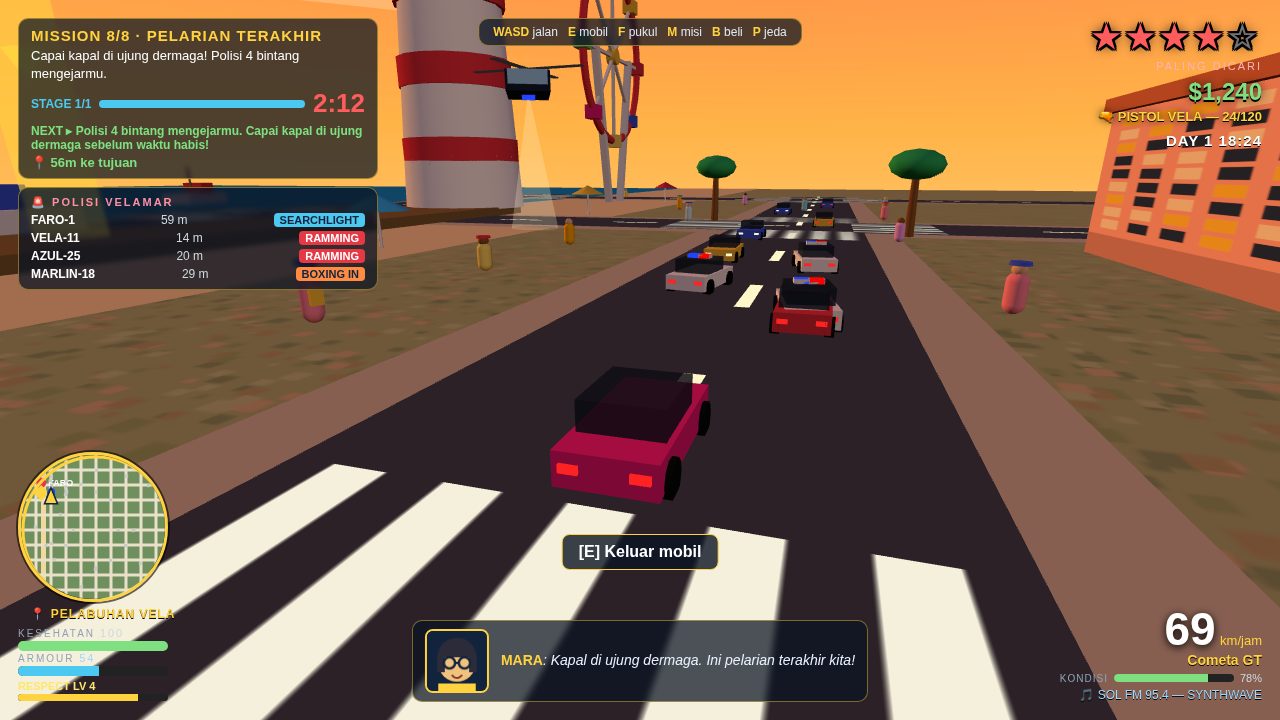 MISSION 8/8 · PELARIAN TERAKHIR
Capai kapal di ujung dermaga! Polisi 4 bintang
mengejarmu.
STAGE 1/1 2:12
NEXT ▸ Polisi 4 bintang mengejarmu. Capai kapal di ujung
dermaga sebelum waktu habis!
📍 56m ke tujuan
🚨 POLISI VELAMAR
FARO-1 59 m SEARCHLIGHT
VELA-11 14 m RAMMING
AZUL-25 20 m RAMMING
MARLIN-18 29 m BOXING IN
WASD jalan E mobil F pukul M misi B beli P jeda
PALING DICARI
$1,240
PISTOL VELA — 24/120
DAY 1 18:24
[E] Keluar mobil
FARO
📍 PELABUHAN VELA
KESEHATAN 100
ARMOUR 54
RESPECT LV 4
MARA: Kapal di ujung dermaga. Ini pelarian terakhir kita!
69 km/jam
Cometa GT
KONDISI 78%
🎵 SOL FM 95.4 — SYNTHWAVE